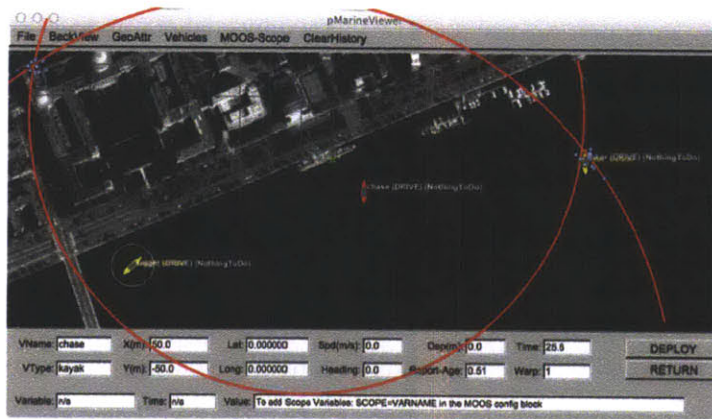 pMarineViewer
File BackView GeoAttr Vehicles MOOS-Scope ClearHistory
(DRIVE) (NothingToDo)
chase (DRIVE) (NothingToDo)
(DRIVE) (NothingToDo)
VName: chase X(m): 50.0 Lat: 0.000000 Spd(m/s): 0.0 Dep(m): 0.0 Time: 25.5 DEPLOY
VType: kayak Y(m): -50.0 Long: 0.000000 Heading: 0.0 Report-Age: 0.51 Warp: 1 RETURN
Variable: n/a Time: n/a Value: To add Scope Variables: SCOPE=VARNAME in the MOOS config block